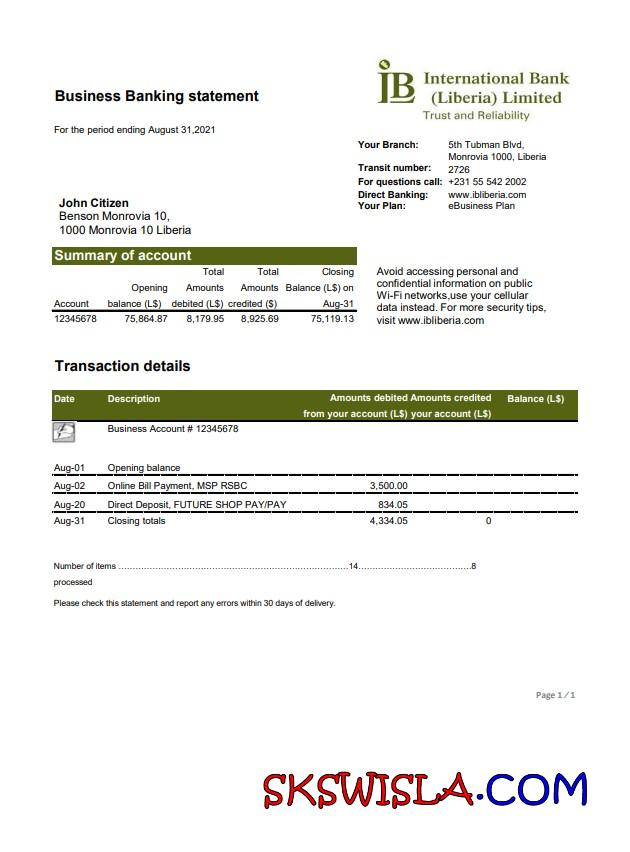 iB International Bank
(Liberia) Limited
Trust and Reliability
Business Banking statement
For the period ending August 31,2021
Your Branch: 5th Tubman Blvd,
Monrovia 1000, Liberia
Transit number: 2726
For questions call: +231 55 542 2002
Direct Banking: www.ibliberia.com
Your Plan: eBusiness Plan
John Citizen
Benson Monrovia 10,
1000 Monrovia 10 Liberia
Summary of account
Total Total Closing
Opening Amounts Amounts Balance (L$) on
Account balance (L$) debited (L$) credited ($) Aug-31
12345678 75,864.87 8,179.95 8,925.69 75,119.13
Avoid accessing personal and
confidential information on public
Wi-Fi networks,use your cellular
data instead. For more security tips,
visit www.ibliberia.com
Transaction details
Date Description Amounts debited Amounts credited Balance (L$)
from your account (L$) your account (L$)
Business Account # 12345678
Aug-01 Opening balance
Aug-02 Online Bill Payment, MSP RSBC 3,500.00
Aug-20 Direct Deposit, FUTURE SHOP PAY/PAY 834.05
Aug-31 Closing totals 4,334.05 0
Number of items ....................14....................8
processed
Please check this statement and report any errors within 30 days of delivery.
Page 1 / 1
SKSWISLA.COM